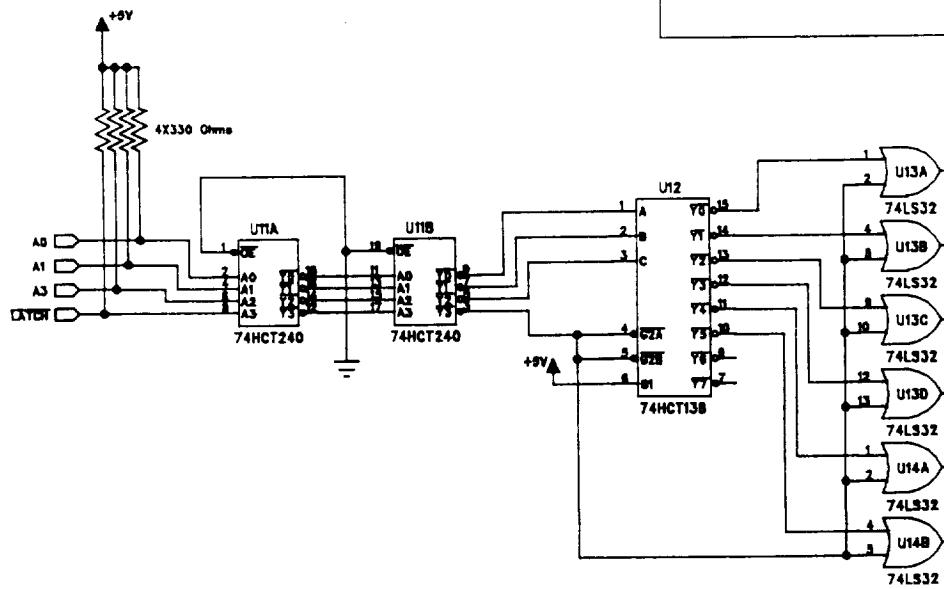 +5V
4X330 Ohms
A0
A1
A3
LATCH
U11A
1
OE
2
A0
A1
A2
A3
Y0
Y1
Y2
Y3
74HCT240
U11B
19
OE
11
A0
A1
A2
17
A3
Y0
Y1
Y2
Y3
9
74HCT240
U12
1
A
2
B
3
C
4
G2A
5
G2B
+5V
6
Y0
15
Y1
14
Y2
13
Y3
12
Y4
11
Y5
10
Y6
Y7
7
74HCT138
1
2
U13A
74LS32
4
U13B
74LS32
9
10
U13C
74LS32
12
13
U13D
74LS32
1
2
U14A
74LS32
4
5
U14B
74LS32